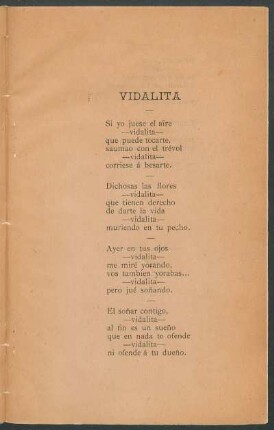 VIDALITA
Si yo juese el aire
—vidalita—
que puede tocarte,
saumao con el trévol
—vidalita—
corriese á besarte.
Dichosas las flores
—vidalita—
que tienen derecho
de darte la vida
—vidalita—
muriendo en tu pecho.
Ayer en tus ojos
—vidalita—
me miré yorando,
vos tambien yorabas...
—vidalita—
pero jué soñando.
El soñar contigo,
—vidalita—
al fin es un sueño
que en nada te ofende
—vidalita—
ni ofende á tu dueño.